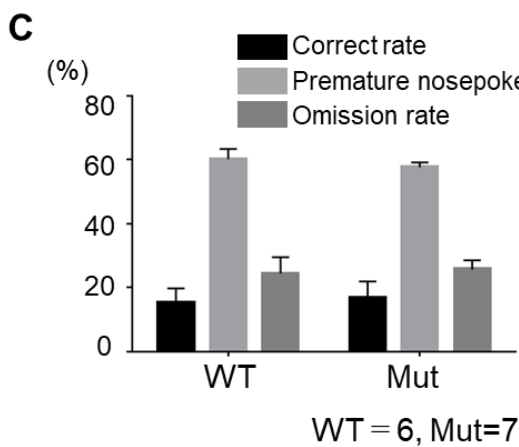 C
(%)
Correct rate
Premature nosepoke
Omission rate
80
60
40
20
0
WT
Mut
WT = 6, Mut=7